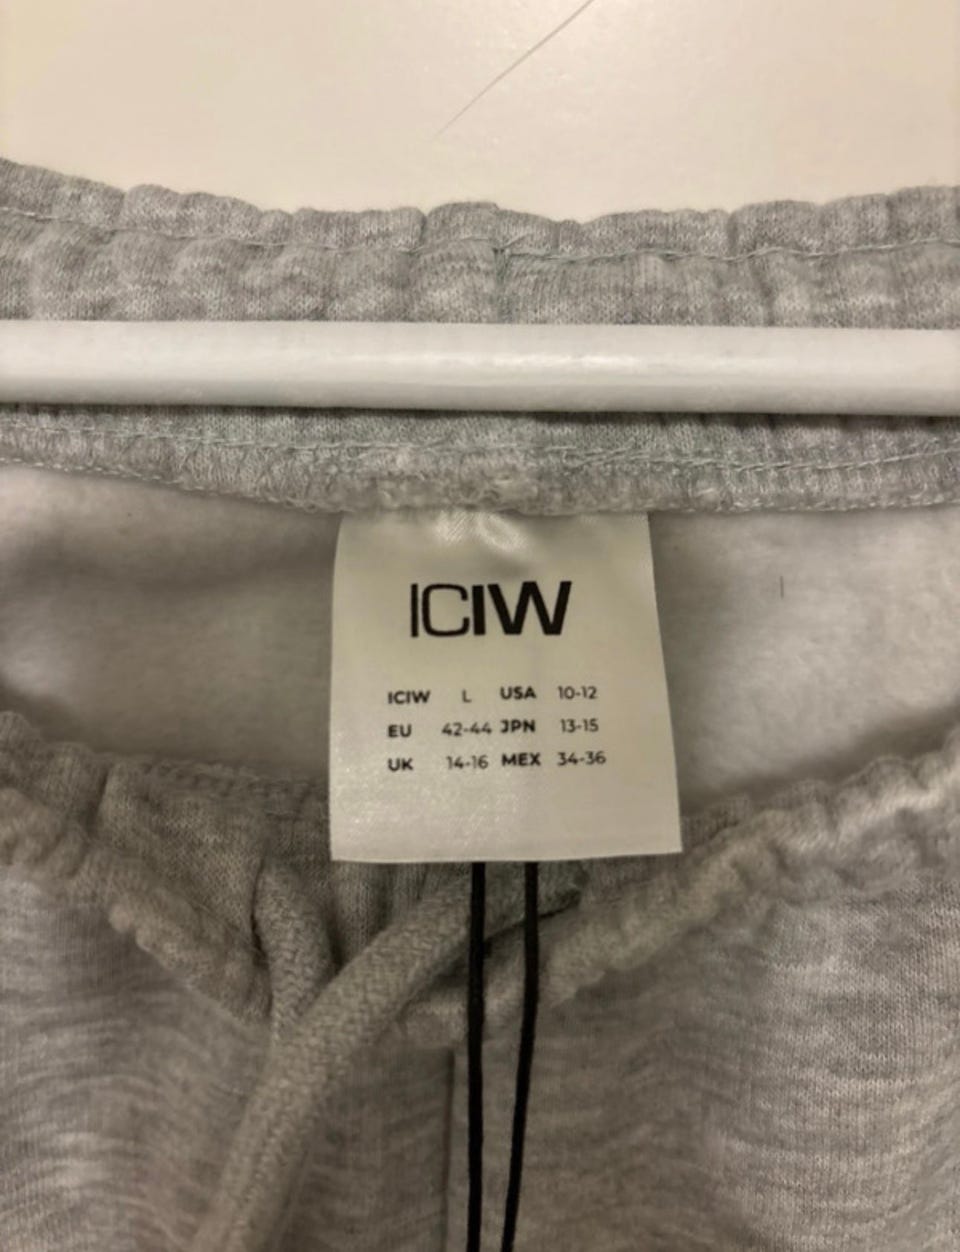 ICIW
ICIW L USA 10-12
EU 42-44 JPN 13-15
UK 14-16 MEX 34-36